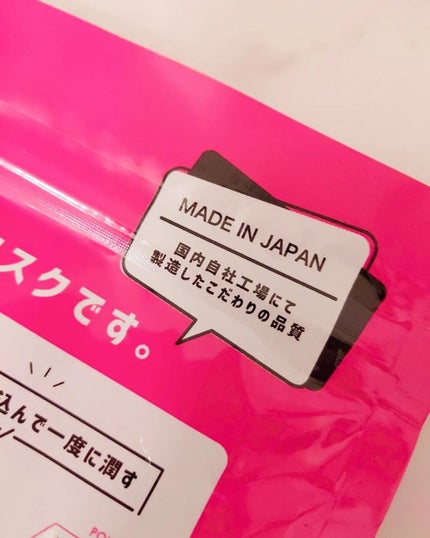 MADE IN JAPAN
国内自社工場にて
製造したこだわりの品質
スクです。
込んで一度に潤す
PO